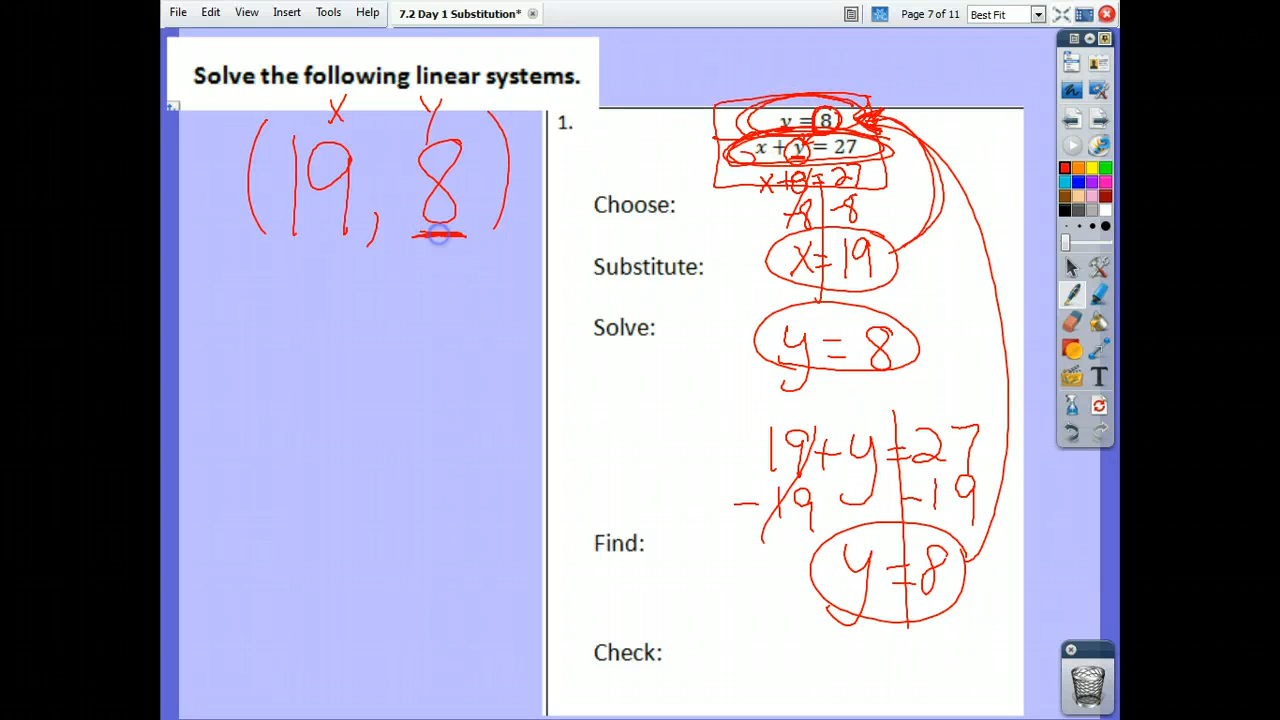 File Edit View Insert Tools Help 7.2 Day 1 Substitution* Page 7 of 11 Best Fit
Solve the following linear systems.
x y
(19, 8)
1.
y = 8
x + y = 27
x+8=27
Choose:
-8 -8
Substitute:
x=19
Solve:
y = 8
19+y=27
-19 -19
Find:
y=8
Check:
T